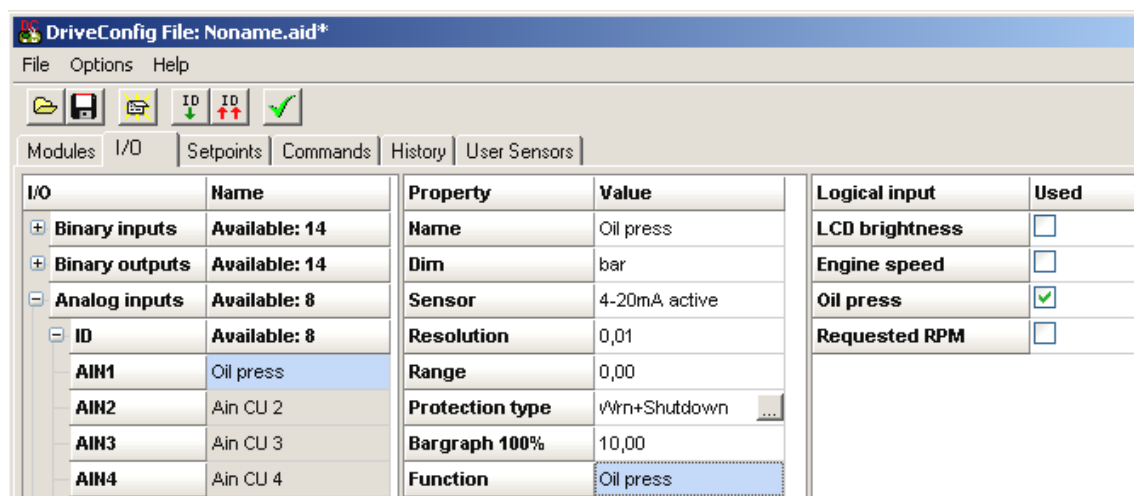 DriveConfig File: Noname.aid*
File Options Help
ID ID
Modules I/O Setpoints Commands History User Sensors
I/O Name Property Value Logical input Used
Binary inputs Available: 14 Name Oil press LCD brightness
Binary outputs Available: 14 Dim bar Engine speed
Analog inputs Available: 8 Sensor 4-20mA active Oil press
ID Available: 8 Resolution 0,01 Requested RPM
AIN1 Oil press Range 0,00
AIN2 Ain CU 2 Protection type Wrn+Shutdown ...
AIN3 Ain CU 3 Bargraph 100% 10,00
AIN4 Ain CU 4 Function Oil press